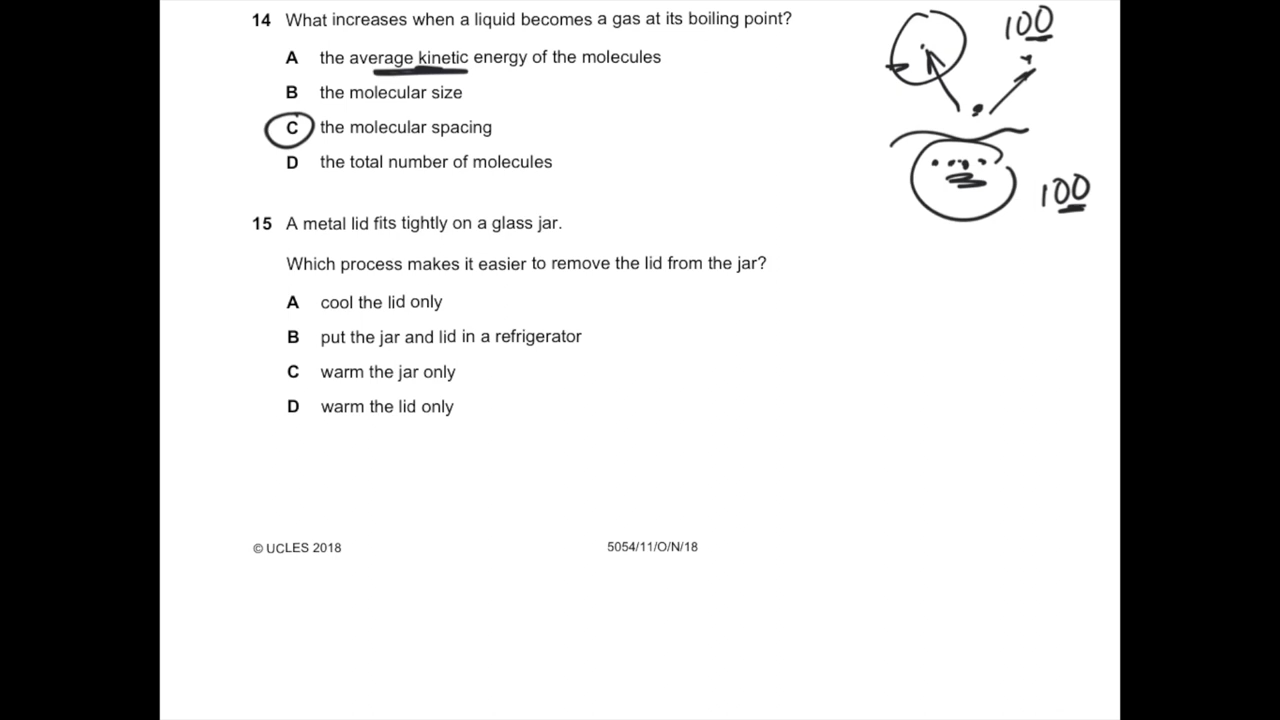 14 What increases when a liquid becomes a gas at its boiling point?
A the average kinetic energy of the molecules
B the molecular size
C the molecular spacing
D the total number of molecules
100
100
15 A metal lid fits tightly on a glass jar.
Which process makes it easier to remove the lid from the jar?
A cool the lid only
B put the jar and lid in a refrigerator
C warm the jar only
D warm the lid only
© UCLES 2018
5054/11/O/N/18